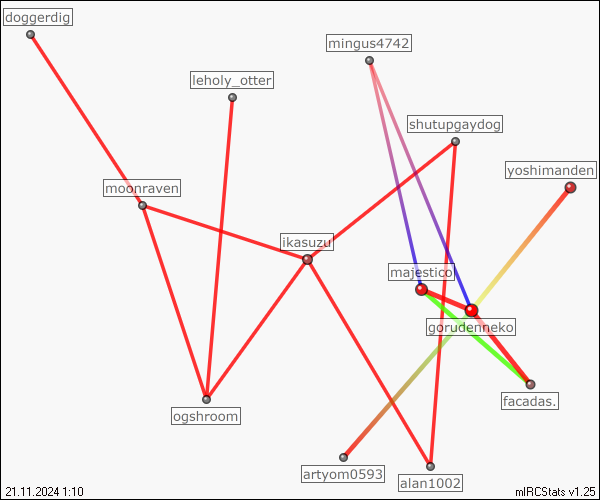 doggerdig
mingus4742
leholy_otter
shutupgaydog
yoshimanden
moonraven
ikasuzu
majestico
gorudenneko
facadas.
ogshroom
artyom0593
alan1002
21.11.2024 1:10
mIRCStats v1.25